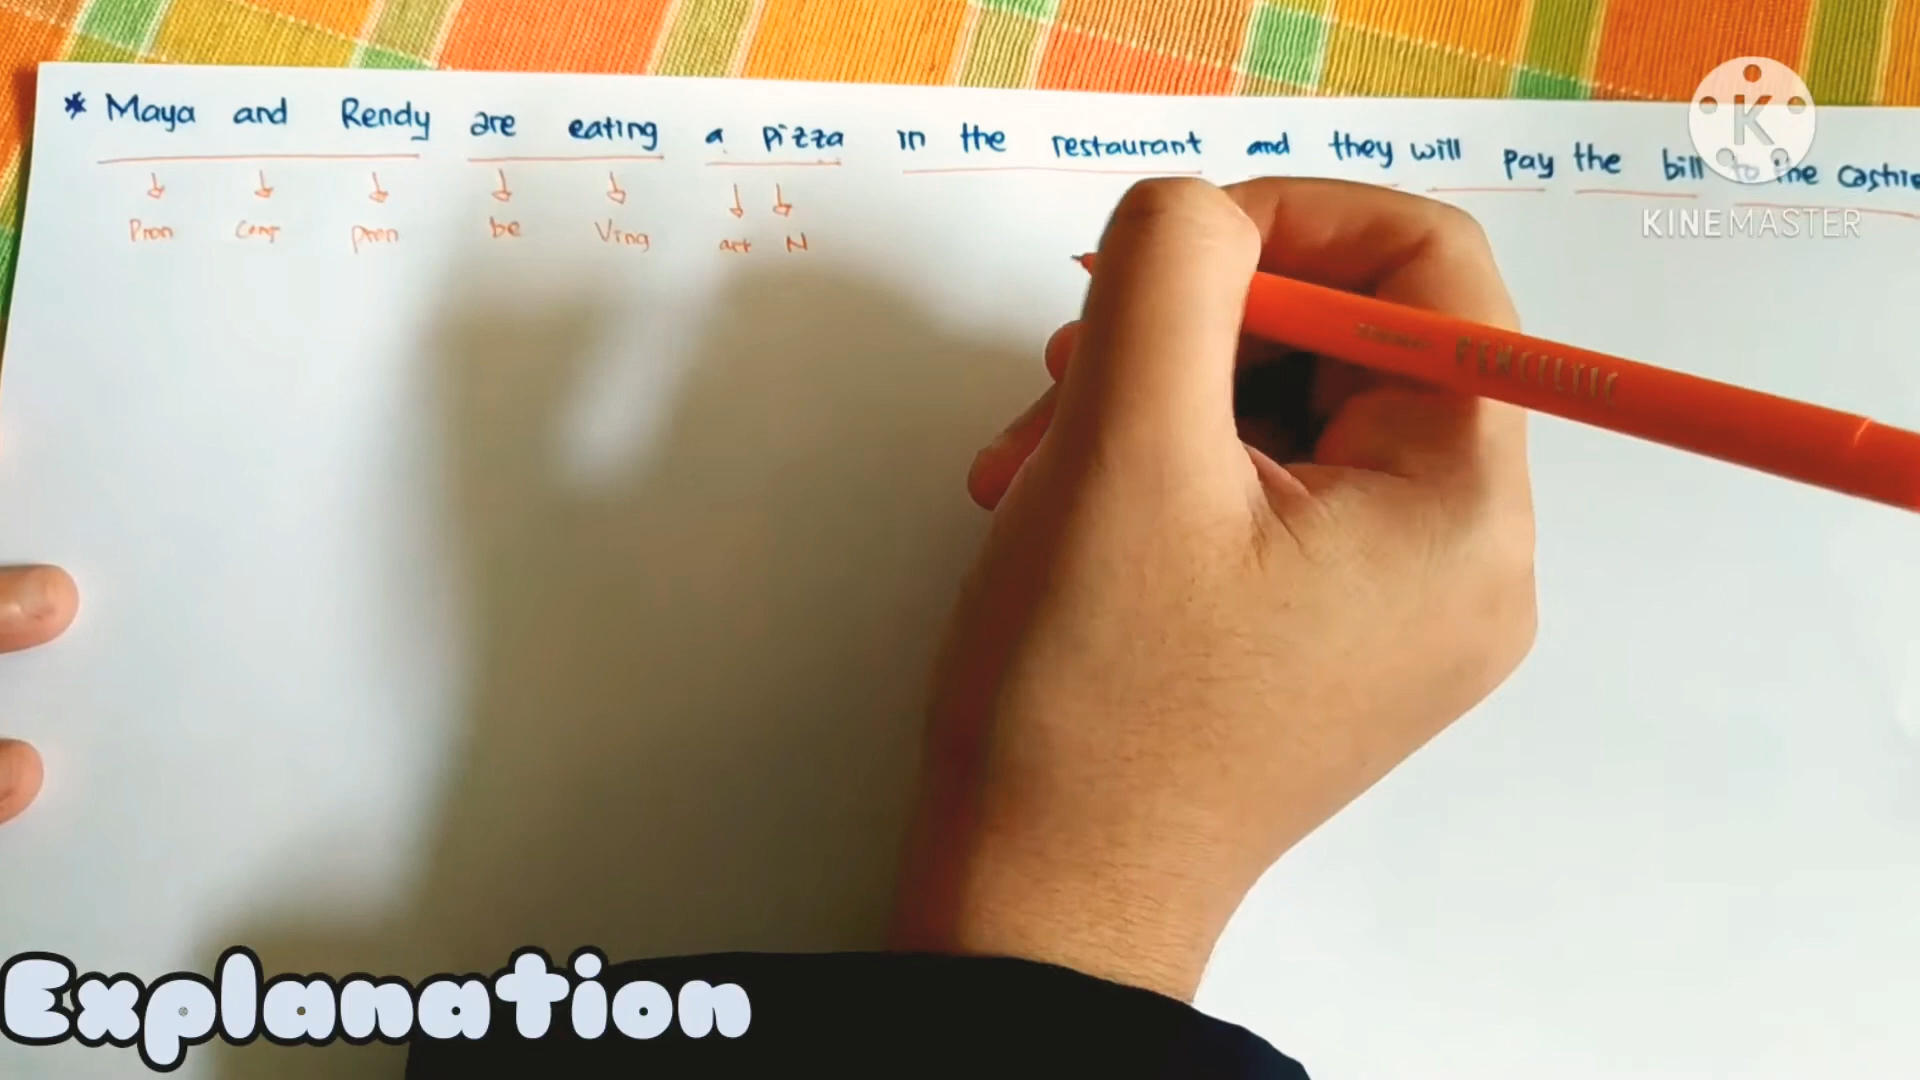 * Maya and Rendy are eating a pizza in the restaurant and they will pay the bill to the cashie
Pron Conj pron be Ving art N
K
KINEMASTER
PENCILTIC
Explanation